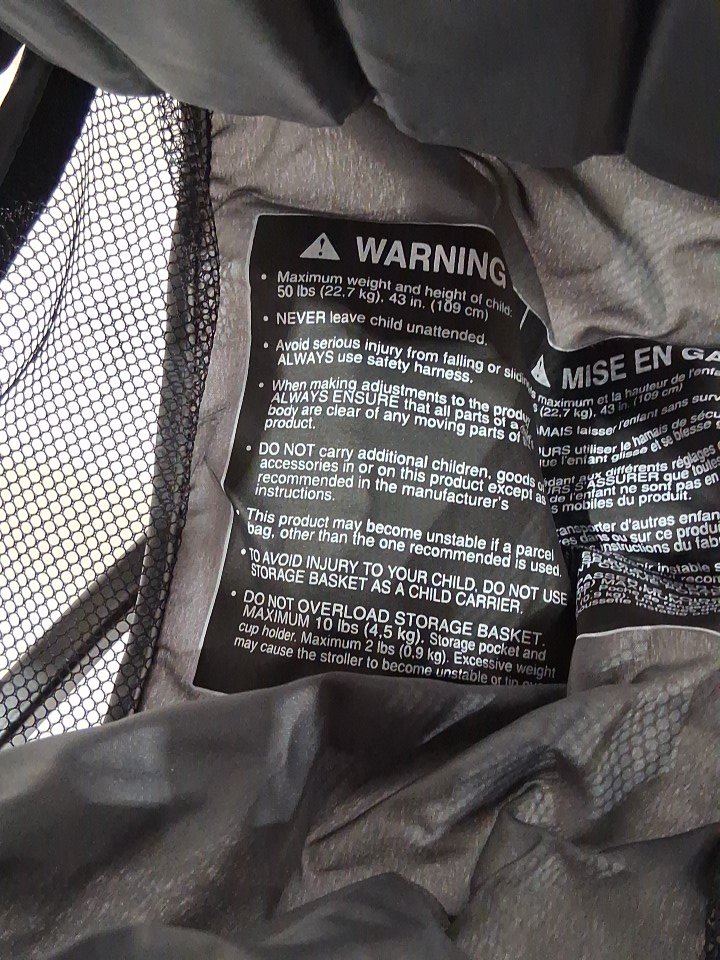 WARNING
• Maximum weight and height of child:
50 lbs (22.7 kg), 43 in. (109 cm)
• NEVER leave child unattended.
• Avoid serious injury from falling or
ALWAYS use safety harness.
• When making adjustments to the
ALWAYS ENSURE that all parts of a
body are clear of any moving parts of
product.
• DO NOT carry additional children, goods
accessories in or on this product except as
recommended in the manufacturer's
instructions.
• This product may become unstable if a parcel
bag, other than the one recommended is used.
• TO AVOID INJURY TO YOUR CHILD, DO NOT USE
STORAGE BASKET AS A CHILD CARRIER.
• DO NOT OVERLOAD STORAGE BASKET.
MAXIMUM 10 lbs (4,5 kg). Storage pocket and
cup holder. Maximum 2 lbs (0.9 kg). Excessive weight
may cause the stroller to become unstable or
MISE EN
maximum et la hauteur de
(22.7 kg), 43 in. (109 cm)
laisser l'enfant sans
utiliser le harnais de
l'enfant glisse et se blesse
différents réglages
de l'enfant ne sont pas en
mobiles du produit.
d'autres
dans ou sur ce
instructions du
instable